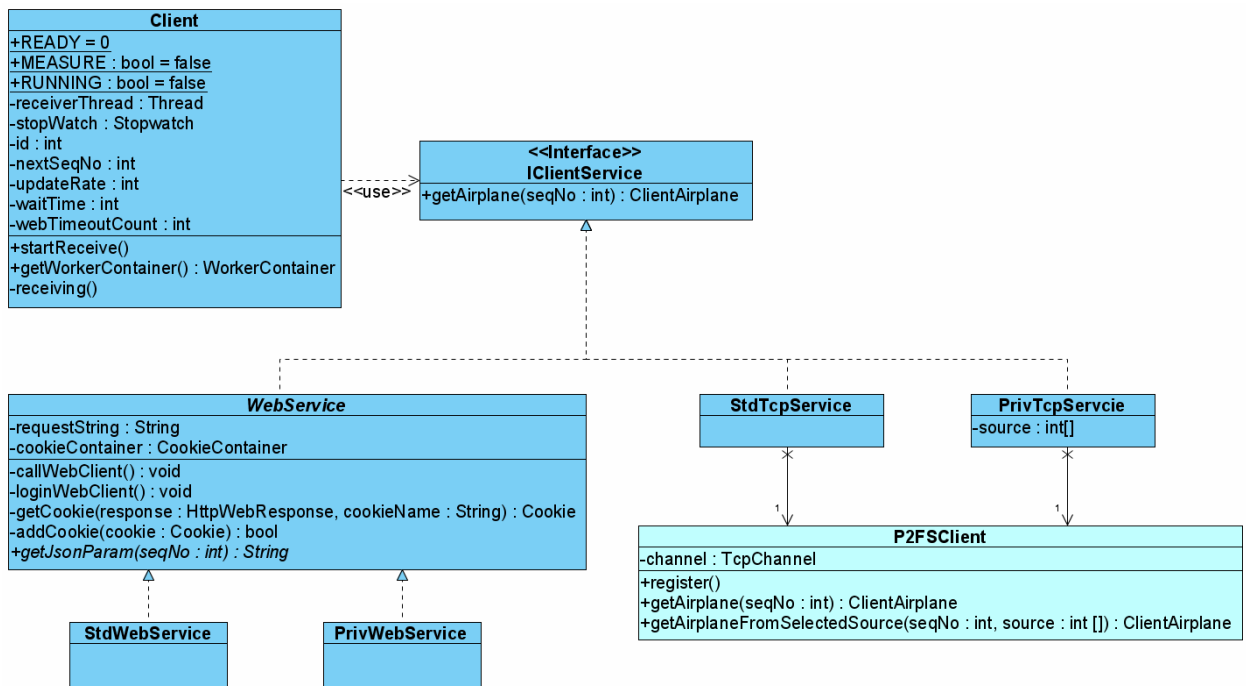 Client
+READY = 0
+MEASURE : bool = false
+RUNNING : bool = false
-receiverThread : Thread
-stopWatch : Stopwatch
-id : int
-nextSeqNo : int
-updateRate : int
-waitTime : int
-webTimeoutCount : int
+startReceive()
+getWorkerContainer() : WorkerContainer
-receiving()
<<use>>
<<Interface>>
IClientService
+getAirplane(seqNo : int) : ClientAirplane
WebService
-requestString : String
-cookieContainer : CookieContainer
-callWebClient() : void
-loginWebClient() : void
-getCookie(response : HttpWebResponse, cookieName : String) : Cookie
-addCookie(cookie : Cookie) : bool
+getJsonParam(seqNo : int) : String
StdTcpService
PrivTcpServcie
-source : int[]
1
1
P2FSClient
-channel : TcpChannel
+register()
+getAirplane(seqNo : int) : ClientAirplane
+getAirplaneFromSelectedSource(seqNo : int, source : int []) : ClientAirplane
StdWebService
PrivWebService